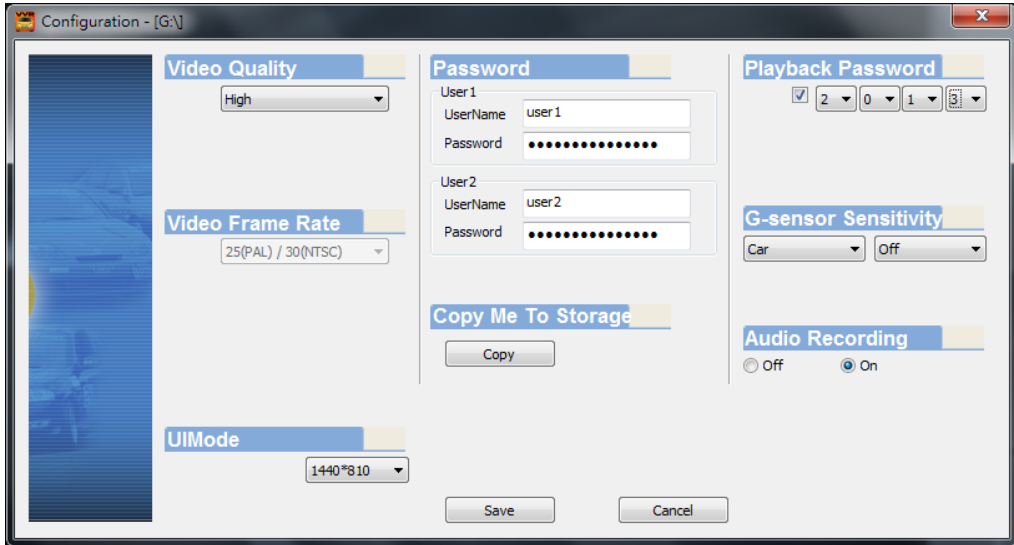 Configuration - [G:\]
x
Video Quality
High
Video Frame Rate
25(PAL) / 30(NTSC)
UIMode
1440*810
Password
User1
UserName user1
Password •••••••••••••••
User2
UserName user2
Password •••••••••••••••
Copy Me To Storage
Copy
Save Cancel
Playback Password
2 0 1 3
G-sensor Sensitivity
Car Off
Audio Recording
Off On